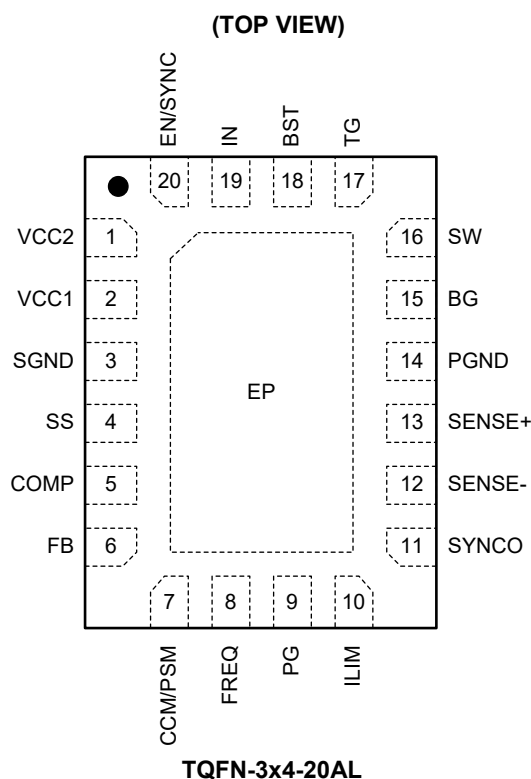 (TOP VIEW)
EN/SYNC
IN
BST
TG
20
19
18
17
VCC2
1
16
SW
VCC1
2
15
BG
SGND
3
14
PGND
EP
SS
4
13
SENSE+
COMP
5
12
SENSE-
FB
6
11
SYNCO
7
8
9
10
CCM/PSM
FREQ
PG
ILIM
TQFN-3x4-20AL